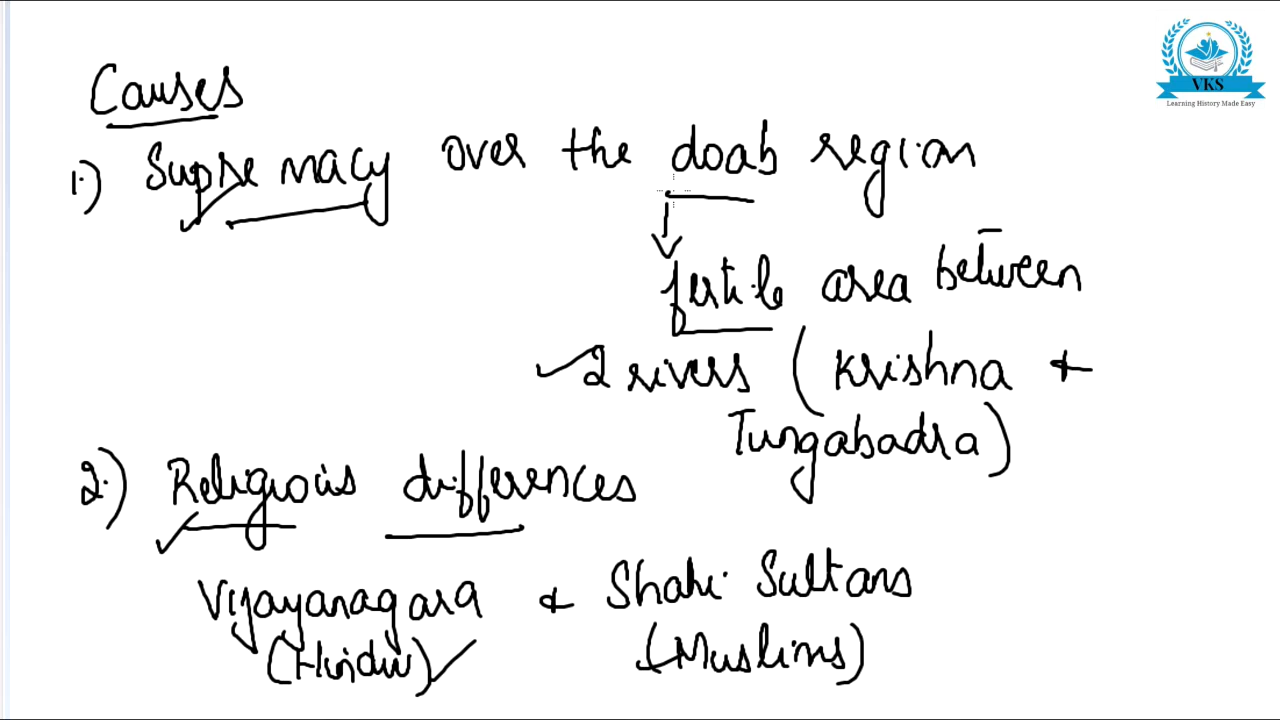 VKS
Learning History Made Easy
Causes
1.) Supremacy over the doab region
fertile area between
2 rivers (Krishna &
Tungabadra)
2.) Religious differences
Vijayanagara & Shahi Sultans
(Hindu) (Muslims)